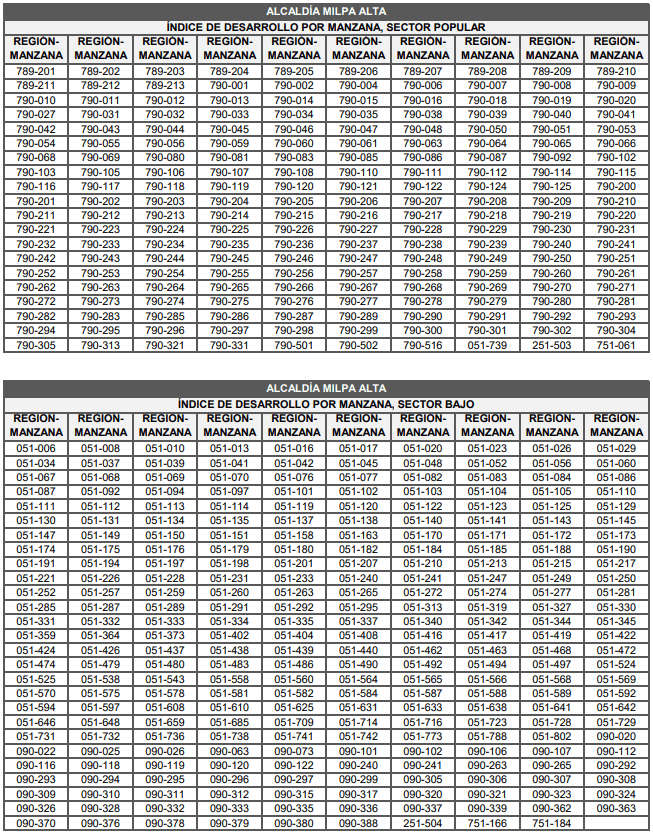 ALCALDÍA MILPA ALTA
ÍNDICE DE DESARROLLO POR MANZANA, SECTOR POPULAR
REGIÓN- REGIÓN- REGIÓN- REGIÓN- REGIÓN- REGIÓN- REGIÓN- REGIÓN- REGIÓN- REGIÓN-
MANZANA MANZANA MANZANA MANZANA MANZANA MANZANA MANZANA MANZANA MANZANA MANZANA
789-201 789-202 789-203 789-204 789-205 789-206 789-207 789-208 789-209 789-210
789-211 789-212 789-213 790-001 790-002 790-004 790-006 790-007 790-008 790-009
790-010 790-011 790-012 790-013 790-014 790-015 790-016 790-018 790-019 790-020
790-027 790-031 790-032 790-033 790-034 790-035 790-038 790-039 790-040 790-041
790-042 790-043 790-044 790-045 790-046 790-047 790-048 790-050 790-051 790-053
790-054 790-055 790-056 790-059 790-060 790-061 790-063 790-064 790-065 790-066
790-068 790-069 790-080 790-081 790-083 790-085 790-086 790-087 790-092 790-102
790-103 790-105 790-106 790-107 790-108 790-110 790-111 790-112 790-114 790-115
790-116 790-117 790-118 790-119 790-120 790-121 790-122 790-124 790-125 790-200
790-201 790-202 790-203 790-204 790-205 790-206 790-207 790-208 790-209 790-210
790-211 790-212 790-213 790-214 790-215 790-216 790-217 790-218 790-219 790-220
790-221 790-223 790-224 790-225 790-226 790-227 790-228 790-229 790-230 790-231
790-232 790-233 790-234 790-235 790-236 790-237 790-238 790-239 790-240 790-241
790-242 790-243 790-244 790-245 790-246 790-247 790-248 790-249 790-250 790-251
790-252 790-253 790-254 790-255 790-256 790-257 790-258 790-259 790-260 790-261
790-262 790-263 790-264 790-265 790-266 790-267 790-268 790-269 790-270 790-271
790-272 790-273 790-274 790-275 790-276 790-277 790-278 790-279 790-280 790-281
790-282 790-283 790-285 790-286 790-287 790-289 790-290 790-291 790-292 790-293
790-294 790-295 790-296 790-297 790-298 790-299 790-300 790-301 790-302 790-304
790-305 790-313 790-321 790-331 790-501 790-502 790-516 051-739 251-503 751-061
ALCALDÍA MILPA ALTA
ÍNDICE DE DESARROLLO POR MANZANA, SECTOR BAJO
REGIÓN- REGIÓN- REGIÓN- REGIÓN- REGIÓN- REGIÓN- REGIÓN- REGIÓN- REGIÓN- REGIÓN-
MANZANA MANZANA MANZANA MANZANA MANZANA MANZANA MANZANA MANZANA MANZANA MANZANA
051-006 051-008 051-010 051-013 051-016 051-017 051-020 051-023 051-026 051-029
051-034 051-037 051-039 051-041 051-042 051-045 051-048 051-052 051-056 051-060
051-067 051-068 051-069 051-070 051-076 051-077 051-082 051-083 051-084 051-086
051-087 051-092 051-094 051-097 051-101 051-102 051-103 051-104 051-105 051-110
051-111 051-112 051-113 051-114 051-119 051-120 051-122 051-123 051-125 051-129
051-130 051-131 051-134 051-135 051-137 051-138 051-140 051-141 051-143 051-145
051-147 051-149 051-150 051-151 051-158 051-163 051-170 051-171 051-172 051-173
051-174 051-175 051-176 051-179 051-180 051-182 051-184 051-185 051-188 051-190
051-191 051-194 051-197 051-198 051-201 051-207 051-210 051-213 051-215 051-217
051-221 051-226 051-228 051-231 051-233 051-240 051-241 051-247 051-249 051-250
051-252 051-257 051-259 051-260 051-263 051-265 051-272 051-274 051-277 051-281
051-285 051-287 051-289 051-291 051-292 051-295 051-313 051-319 051-327 051-330
051-331 051-332 051-333 051-334 051-335 051-337 051-340 051-342 051-344 051-345
051-359 051-364 051-373 051-402 051-404 051-408 051-416 051-417 051-419 051-422
051-424 051-426 051-437 051-438 051-439 051-440 051-462 051-463 051-468 051-472
051-474 051-479 051-480 051-483 051-486 051-490 051-492 051-494 051-497 051-524
051-525 051-538 051-543 051-558 051-560 051-564 051-565 051-566 051-568 051-569
051-570 051-575 051-578 051-581 051-582 051-584 051-587 051-588 051-589 051-592
051-594 051-597 051-608 051-610 051-625 051-631 051-633 051-638 051-641 051-642
051-646 051-648 051-659 051-685 051-709 051-714 051-716 051-723 051-728 051-729
051-731 051-732 051-736 051-738 051-741 051-742 051-773 051-788 051-802 090-020
090-022 090-025 090-026 090-063 090-073 090-101 090-102 090-106 090-107 090-112
090-116 090-118 090-119 090-120 090-122 090-240 090-241 090-263 090-265 090-292
090-293 090-294 090-295 090-296 090-297 090-299 090-305 090-306 090-307 090-308
090-309 090-310 090-311 090-312 090-315 090-317 090-320 090-321 090-323 090-324
090-326 090-328 090-332 090-333 090-335 090-336 090-337 090-339 090-362 090-363
090-370 090-376 090-378 090-379 090-380 090-388 251-504 751-166 751-184